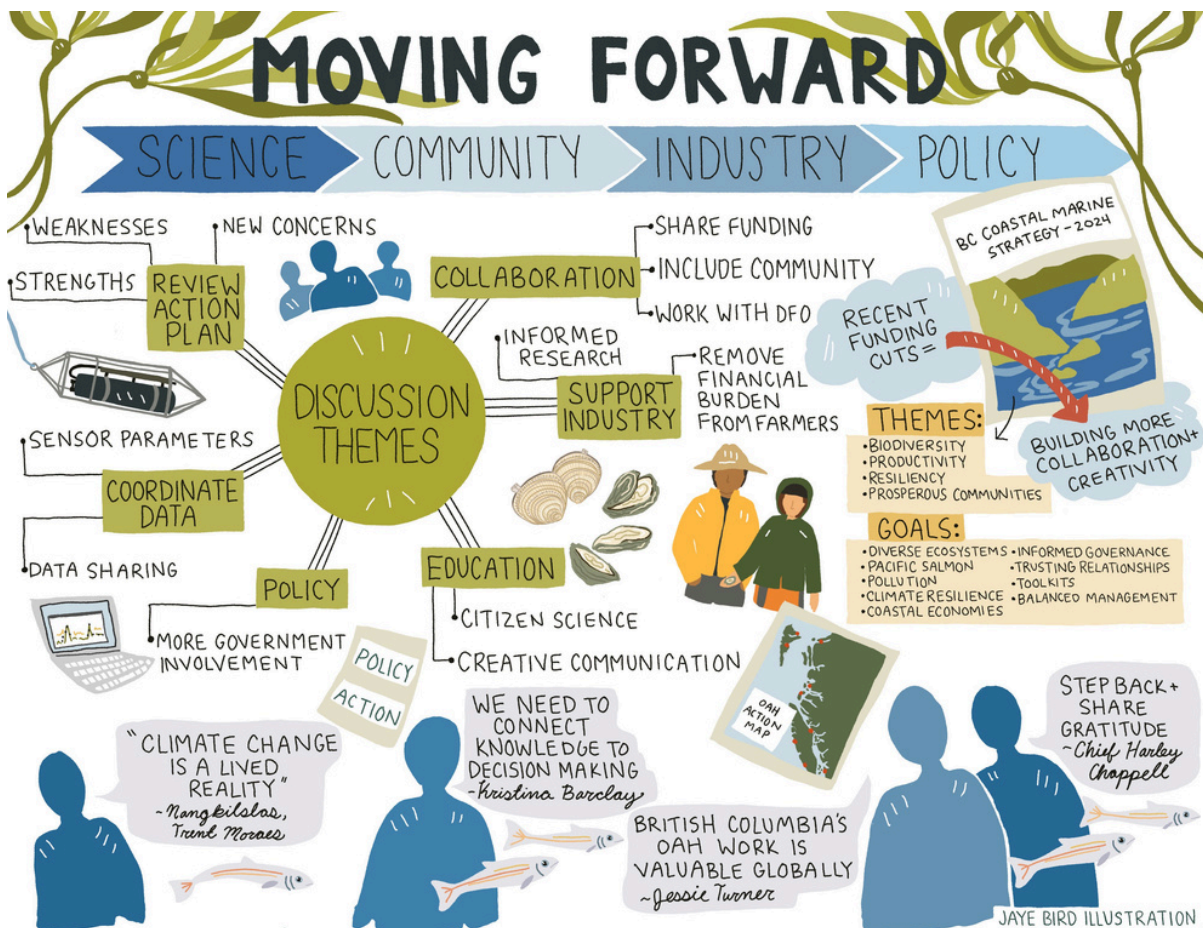 MOVING FORWARD
SCIENCE
COMMUNITY
INDUSTRY
POLICY
WEAKNESSES
NEW CONCERNS
STRENGTHS
REVIEW
ACTION
PLAN
DISCUSSION
THEMES
COLLABORATION
SHARE FUNDING
INCLUDE COMMUNITY
WORK WITH DFO
INFORMED
RESEARCH
SUPPORT
INDUSTRY
REMOVE
FINANCIAL
BURDEN
FROM FARMERS
SENSOR PARAMETERS
COORDINATE
DATA
DATA SHARING
POLICY
MORE GOVERNMENT
INVOLVEMENT
EDUCATION
CITIZEN SCIENCE
CREATIVE COMMUNICATION
BC COASTAL MARINE
STRATEGY - 2024
RECENT
FUNDING
CUTS =
BUILDING MORE
COLLABORATION +
CREATIVITY
THEMES:
•BIODIVERSITY
•PRODUCTIVITY
•RESILIENCY
•PROSPEROUS COMMUNITIES
GOALS:
•DIVERSE ECOSYSTEMS
•PACIFIC SALMON
•POLLUTION
•CLIMATE RESILIENCE
•COASTAL ECONOMIES
•INFORMED GOVERNANCE
•TRUSTING RELATIONSHIPS
•TOOLKITS
•BALANCED MANAGEMENT
POLICY
ACTION
OAH
ACTION
MAP
"CLIMATE CHANGE
IS A LIVED
REALITY"
~Nangkilslas,
Trent Moraes
WE NEED TO
CONNECT
KNOWLEDGE TO
DECISION MAKING
~Kristina Barclay
BRITISH COLUMBIA'S
OAH WORK IS
VALUABLE GLOBALLY
~Jessie Turner
STEP BACK +
SHARE
GRATITUDE
~Chief Harley
Chappell
JAYE BIRD ILLUSTRATION